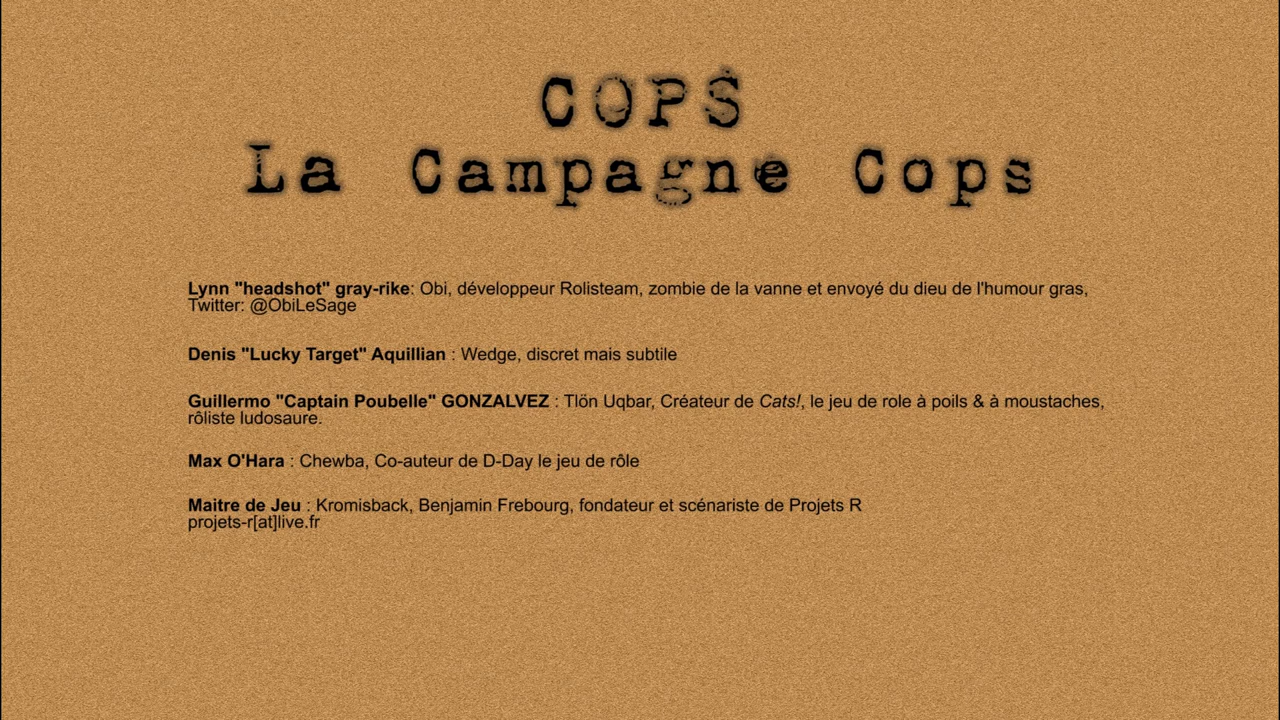 COPS
La Campagne Cops
Lynn "headshot" gray-rike: Obi, développeur Rolisteam, zombie de la vanne et envoyé du dieu de l'humour gras,
Twitter: @ObiLeSage
Denis "Lucky Target" Aquillian : Wedge, discret mais subtile
Guillermo "Captain Poubelle" GONZALVEZ : Tlön Uqbar, Créateur de Cats!, le jeu de role à poils & à moustaches,
rôliste ludosaure.
Max O'Hara : Chewba, Co-auteur de D-Day le jeu de rôle
Maitre de Jeu : Kromisback, Benjamin Frebourg, fondateur et scénariste de Projets R
projets-r[at]live.fr